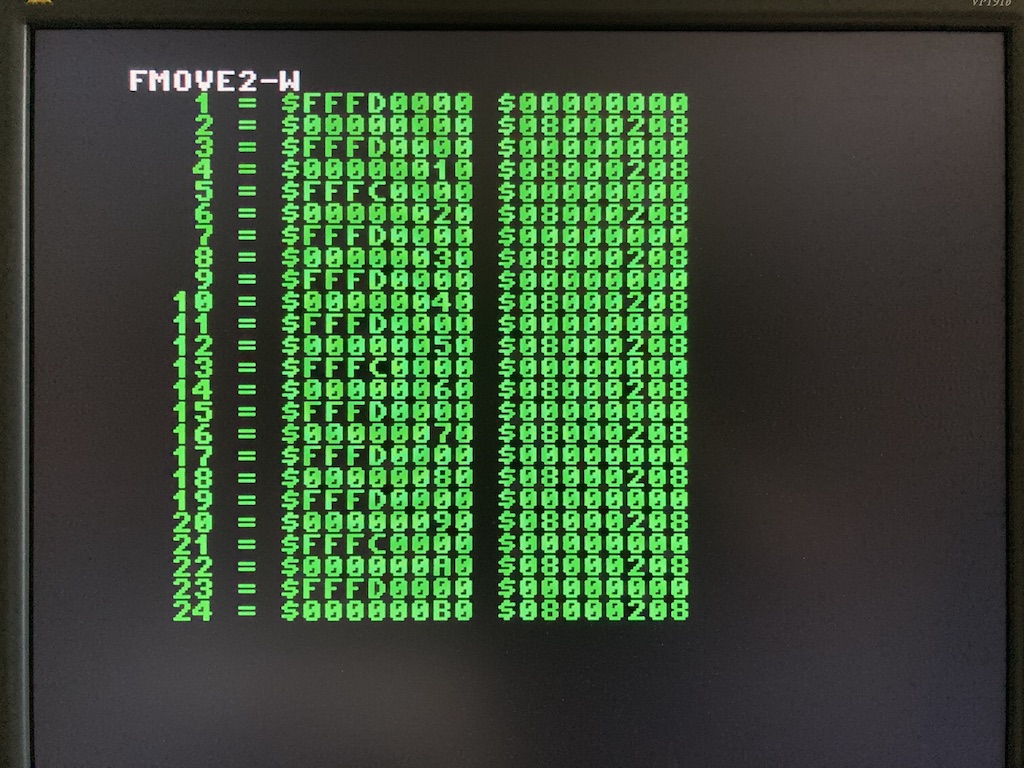 VP191b
FMOVE2-W
1 = $FFFD0000 $00000000
2 = $00000000 $08000208
3 = $FFFD0000 $00000000
4 = $00000010 $08000208
5 = $FFFC0000 $00000000
6 = $00000020 $08000208
7 = $FFFD0000 $00000000
8 = $00000030 $08000208
9 = $FFFD0000 $00000000
10 = $00000040 $08000208
11 = $FFFD0000 $00000000
12 = $00000050 $08000208
13 = $FFFC0000 $00000000
14 = $00000060 $08000208
15 = $FFFD0000 $00000000
16 = $00000070 $08000208
17 = $FFFD0000 $00000000
18 = $00000080 $08000208
19 = $FFFD0000 $00000000
20 = $00000090 $08000208
21 = $FFFC0000 $00000000
22 = $000000A0 $08000208
23 = $FFFD0000 $00000000
24 = $000000B0 $08000208